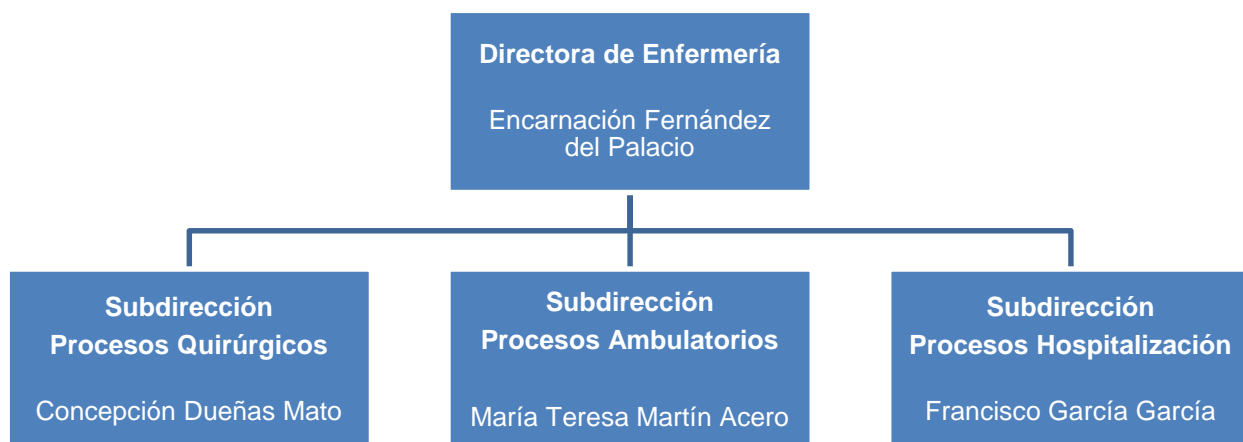 Directora de Enfermería
Encarnación Fernández
del Palacio
Subdirección
Procesos Quirúrgicos
Concepción Dueñas Mato
Subdirección
Procesos Ambulatorios
María Teresa Martín Acero
Subdirección
Procesos Hospitalización
Francisco García García